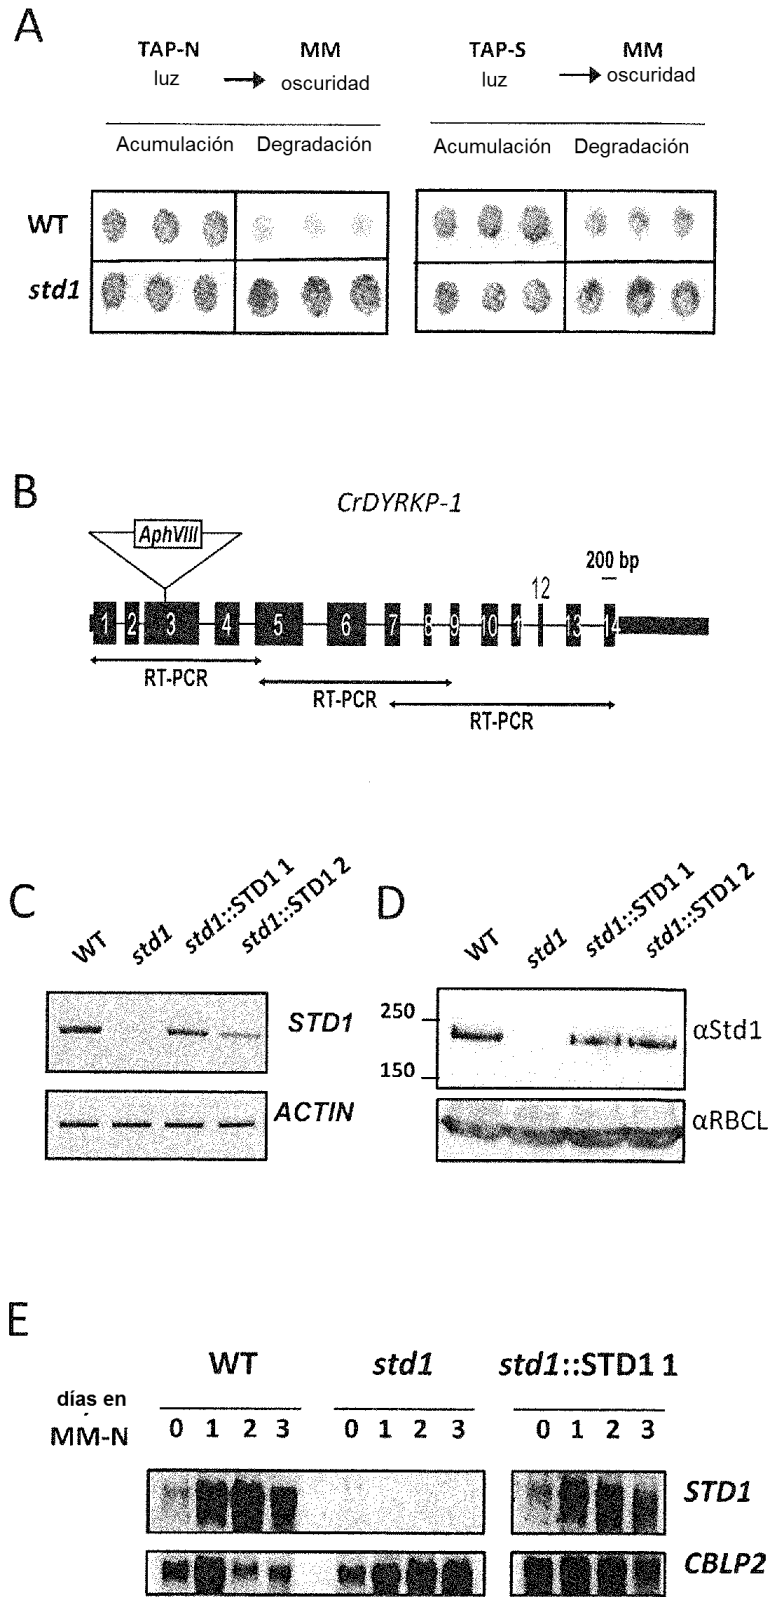 A
TAP-N MM TAP-S MM
luz oscuridad luz oscuridad
Acumulación Degradación Acumulación Degradación
WT
std1
B
CrDYRKP-1
AphVIII
200 bp
12
1 2 3 4 5 6 7 8 9 10 1 13 14
RT-PCR
RT-PCR
RT-PCR
C
WT std1 std1::STD1 1 std1::STD1 2
STD1
ACTIN
D
WT std1 std1::STD1 1 std1::STD1 2
250
αStd1
150
αRBCL
E
WT std1 std1::STD1 1
días en
MM-N 0 1 2 3 0 1 2 3 0 1 2 3
STD1
CBLP2